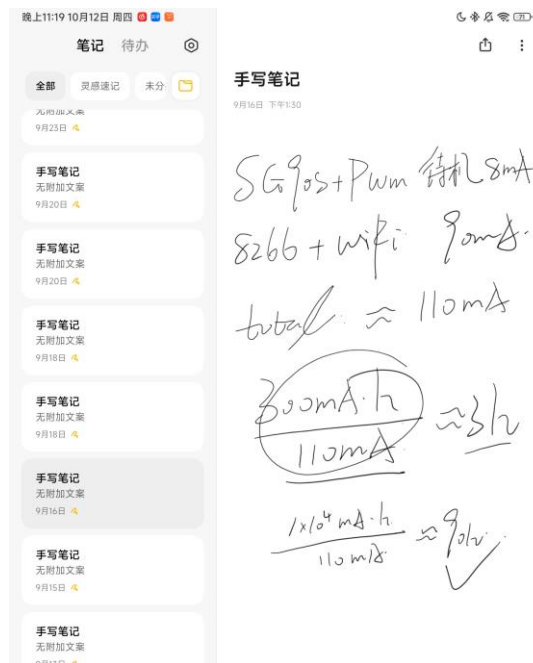 晚上11:19 10月12日 周四
71
笔记 待办
全部 灵感速记 未分
无附加文案
9月23日
手写笔记
无附加文案
9月20日
手写笔记
无附加文案
9月20日
手写笔记
无附加文案
9月18日
手写笔记
无附加文案
9月18日
手写笔记
无附加文案
9月16日
手写笔记
无附加文案
9月15日
手写笔记
无附加文案
手写笔记
9月16日 下午1:30
SG90s+Pwm 待机 8mA
8266 + wifi 90mA.
total ≈ 110mA
300mA·h
110mA
≈3h
1×10⁴ mA·h
110mA
≈ 90h